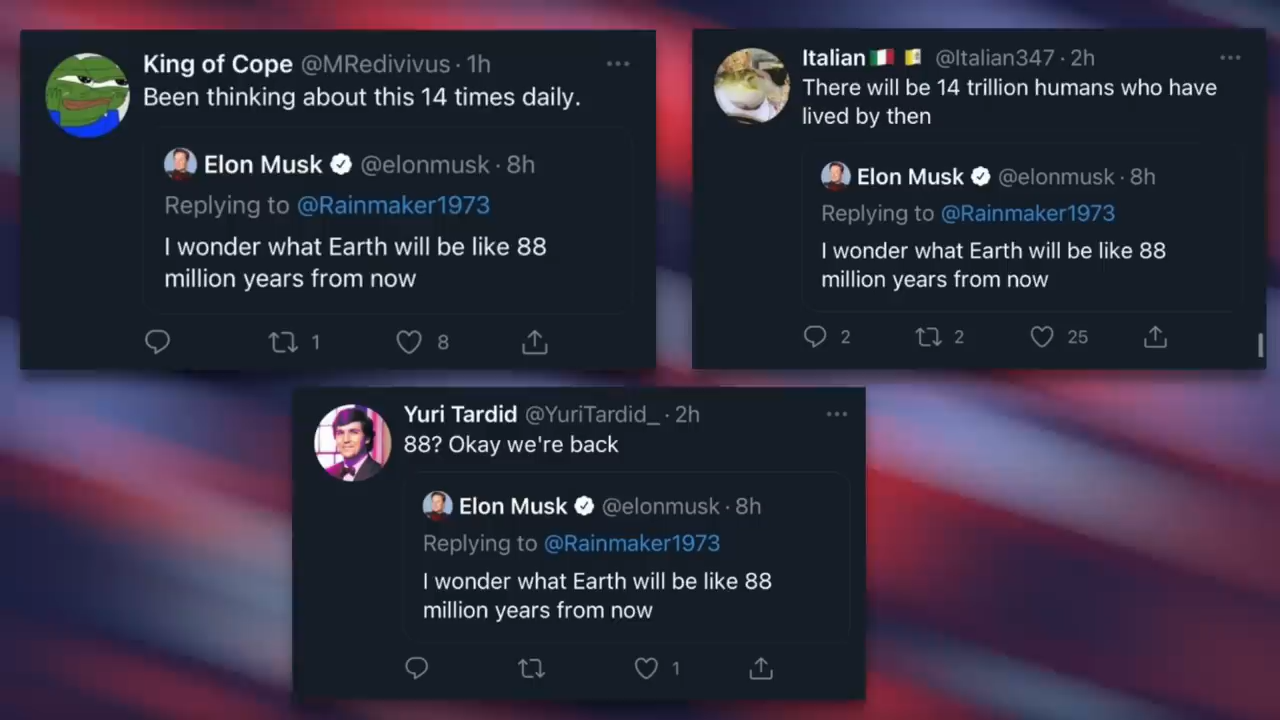 King of Cope @MRedivivus · 1h
Been thinking about this 14 times daily.
Elon Musk @elonmusk · 8h
Replying to @Rainmaker1973
I wonder what Earth will be like 88
million years from now
1 8
Italian 🇮🇹 🇻🇦 @Italian347 · 2h
There will be 14 trillion humans who have
lived by then
Elon Musk @elonmusk · 8h
Replying to @Rainmaker1973
I wonder what Earth will be like 88
million years from now
2 2 25
Yuri Tardid @YuriTardid_ · 2h
88? Okay we're back
Elon Musk @elonmusk · 8h
Replying to @Rainmaker1973
I wonder what Earth will be like 88
million years from now
1